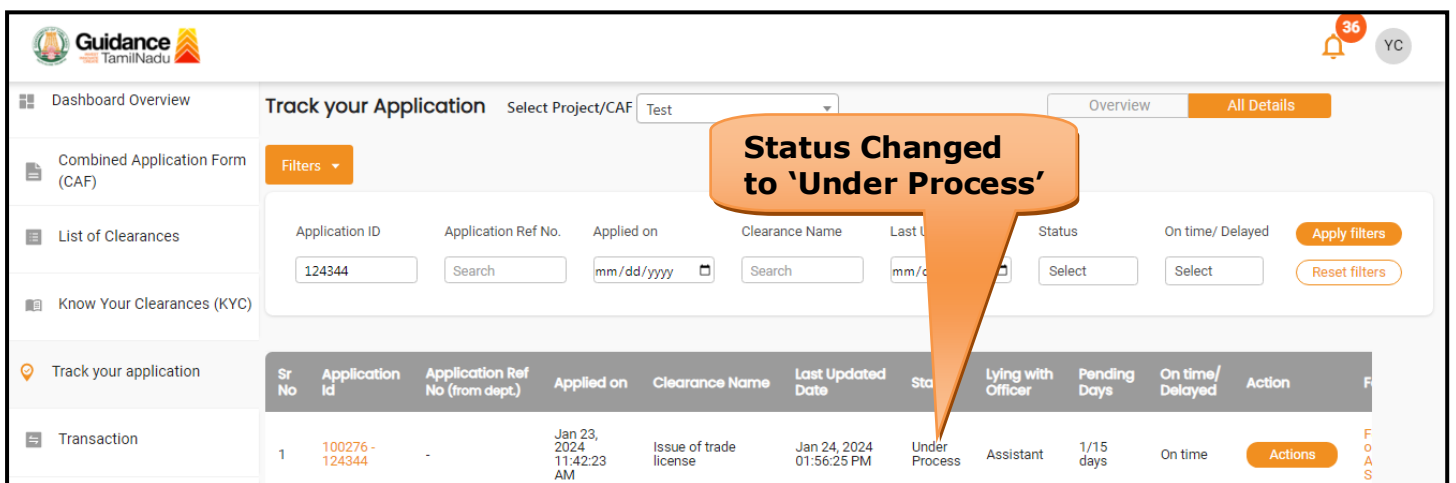 Guidance
TamilNadu
36
YC
Dashboard Overview
Track your Application
Select Project/CAF
Test
Overview
All Details
Combined Application Form
(CAF)
Filters
Status Changed
to ‘Under Process’
List of Clearances
Application ID
Application Ref No.
Applied on
Clearance Name
Last U
Status
On time/ Delayed
Apply filters
124344
Search
mm/dd/yyyy
Search
mm/d
Select
Select
Reset filters
Know Your Clearances (KYC)
Track your application
Sr
No
Application
Id
Application Ref
No (from dept.)
Applied on
Clearance Name
Last Updated
Date
Sta
Lying with
Officer
Pending
Days
On time/
Delayed
Action
F
Transaction
1
100276 -
124344
-
Jan 23,
2024
11:42:23
AM
Issue of trade
license
Jan 24, 2024
01:56:25 PM
Under
Process
Assistant
1/15
days
On time
Actions
F
o
A
S